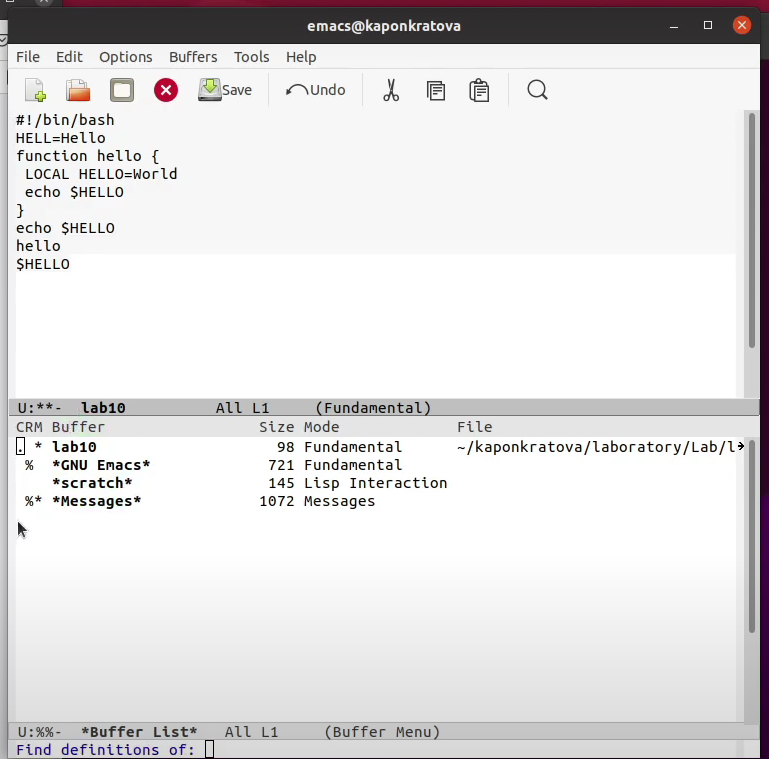 emacs@kaponkratova
File Edit Options Buffers Tools Help
Save Undo
#!/bin/bash
HELL=Hello
function hello {
 LOCAL HELLO=World
 echo $HELLO
}
echo $HELLO
hello
$HELLO
U:**-  lab10          All L1     (Fundamental)
CRM Buffer                 Size Mode             File
. * lab10                    98 Fundamental      ~/kaponkratova/laboratory/Lab/l
 %  *GNU Emacs*             721 Fundamental
    *scratch*               145 Lisp Interaction
 %* *Messages*             1072 Messages
U:%%-  *Buffer List*   All L1     (Buffer Menu)
Find definitions of: